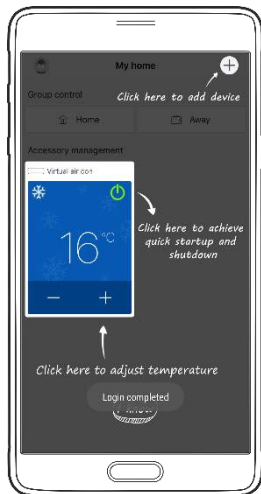 My home
Group control
Click here to add device
Home
Away
Accessory management
Virtual air con
16°C
Click here to achieve
quick startup and
shutdown
− +
Click here to adjust temperature
Login completed